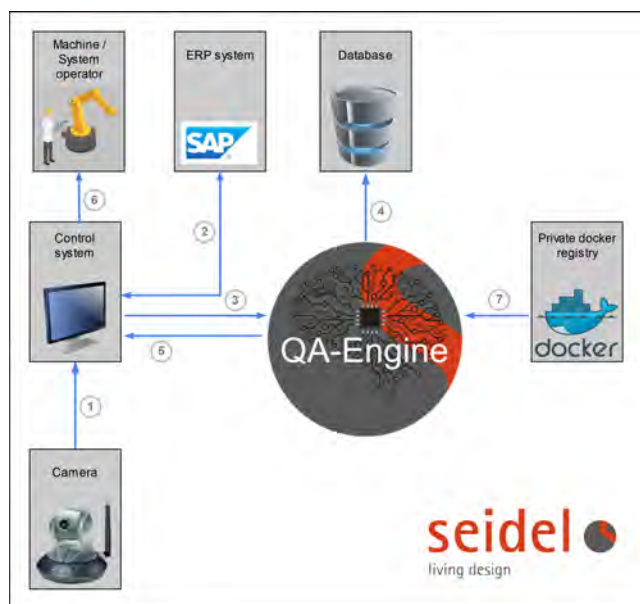 Machine /
System
operator
ERP system
SAP
®
Database
6
2
4
Control
system
Private docker
registry
3
7
QA-Engine
docker
5
1
Camera
seidel
living design